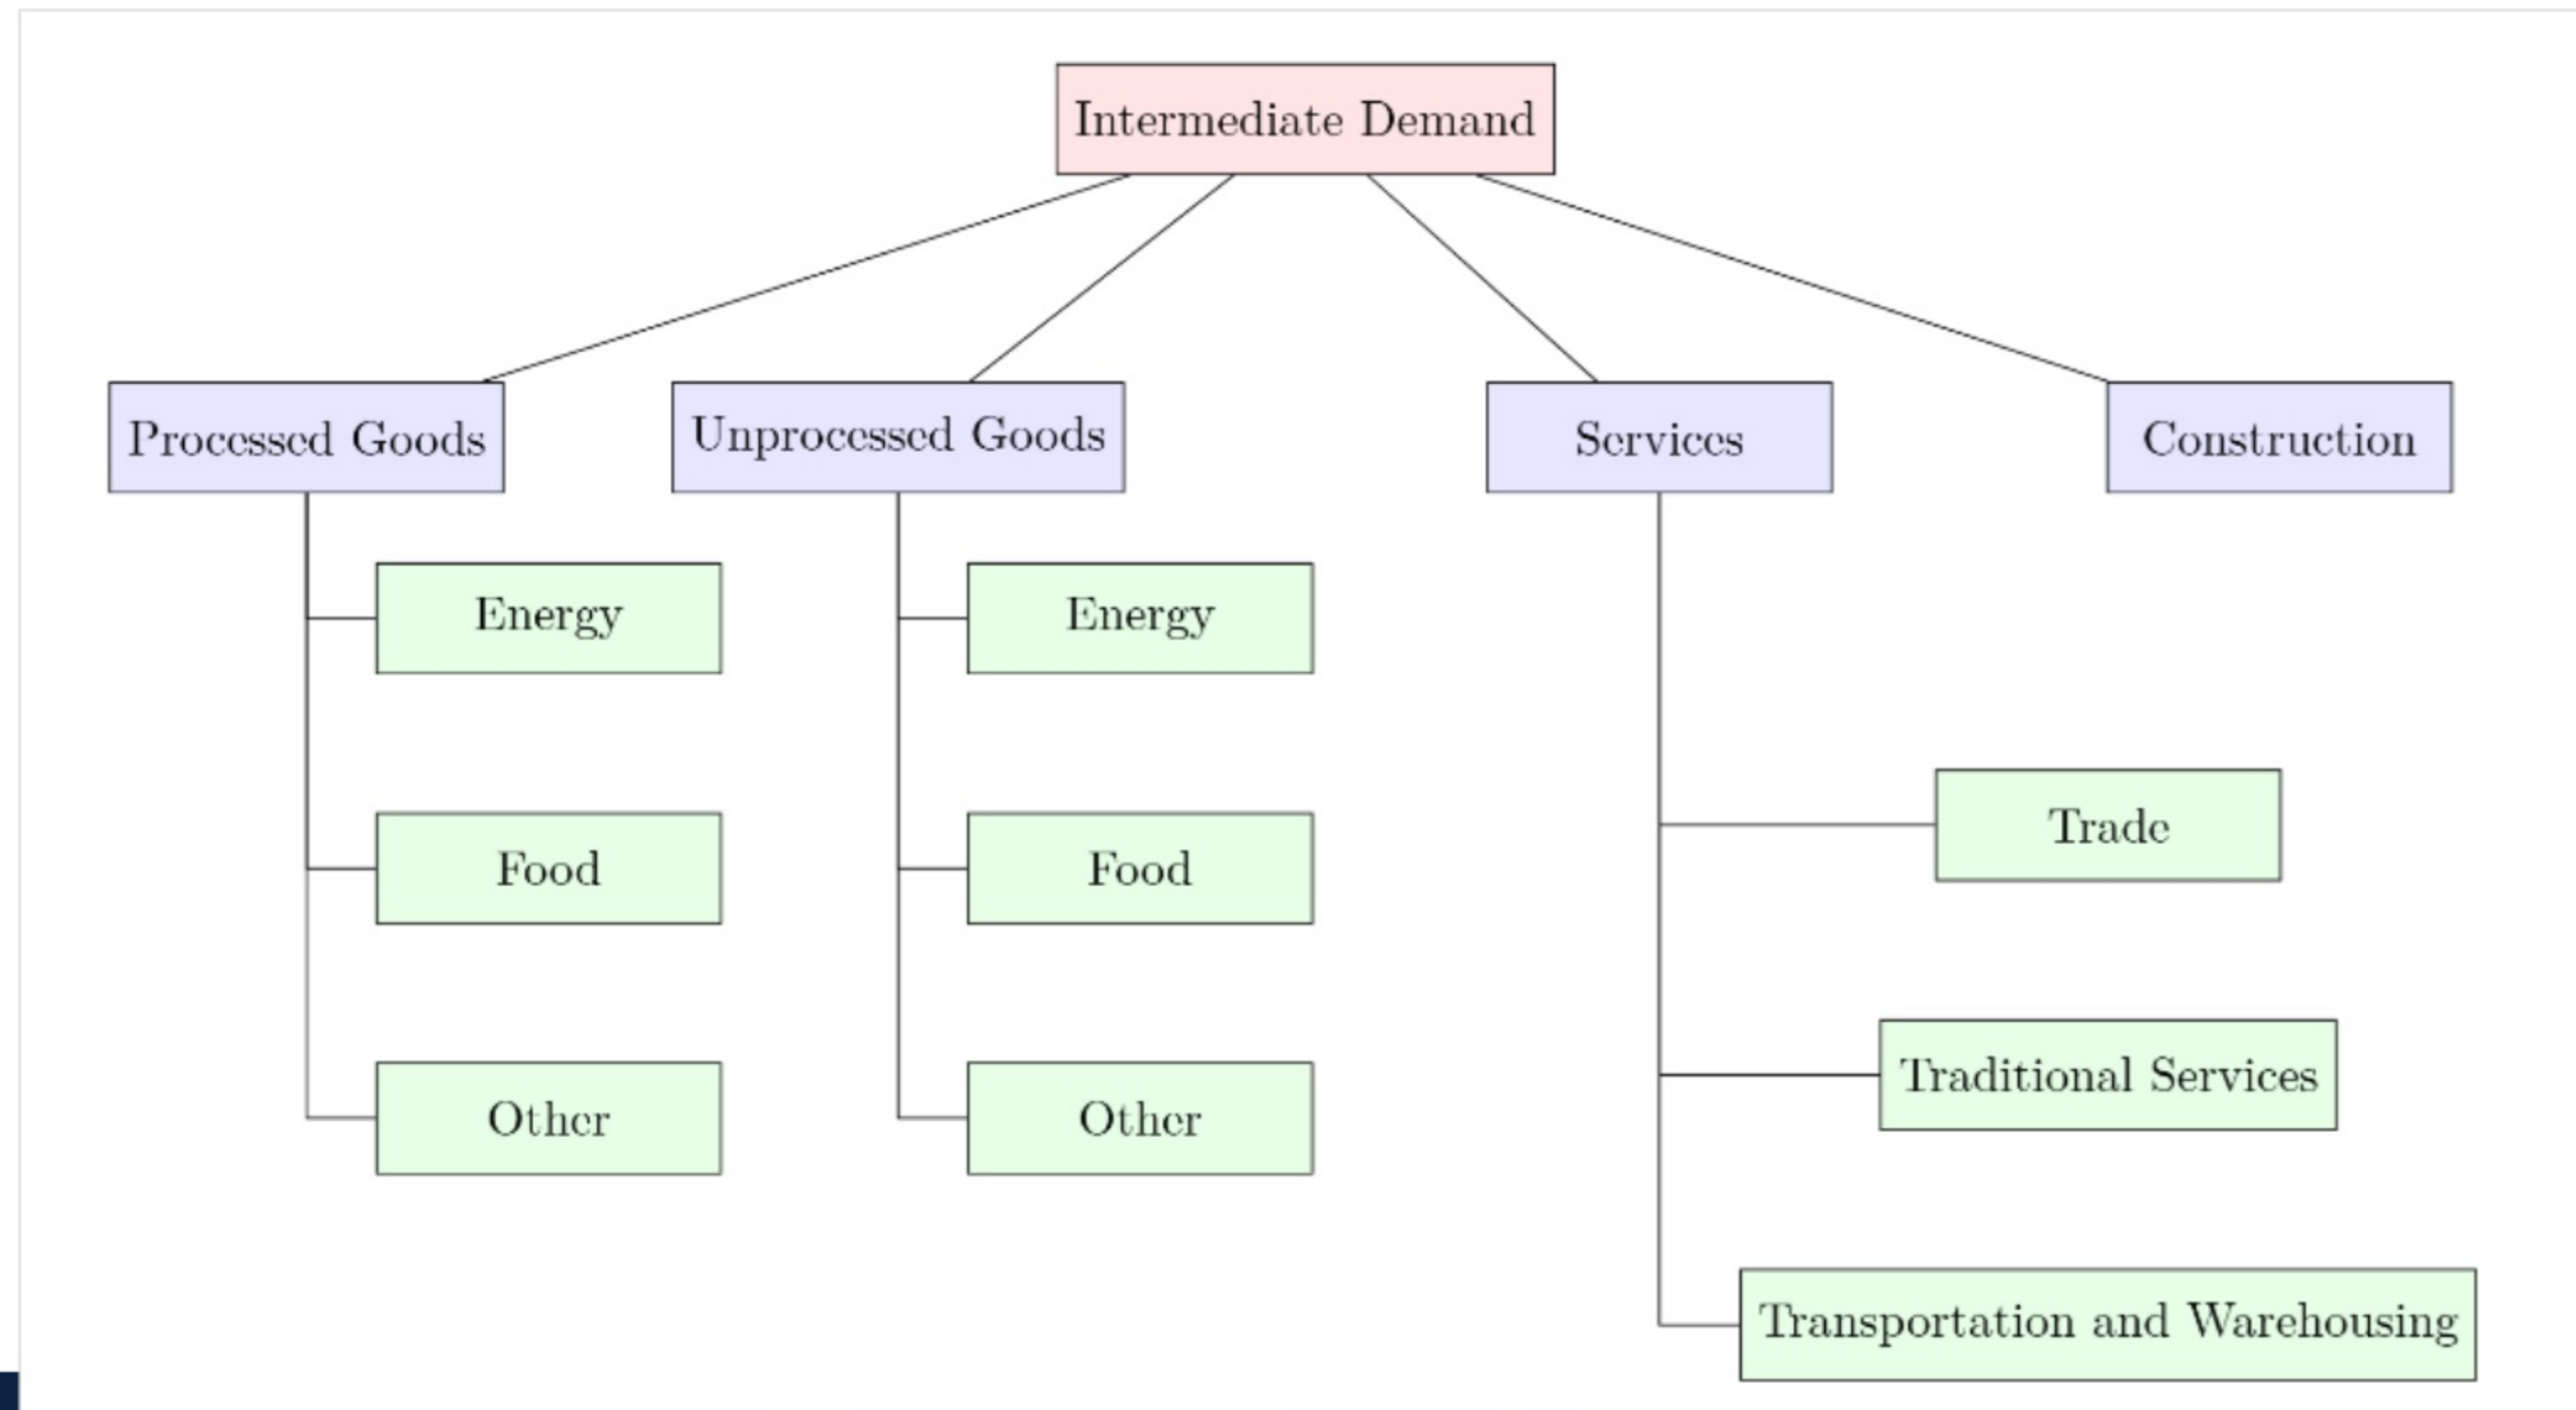 Intermediate Demand
Processed Goods
Unprocessed Goods
Services
Construction
Energy
Energy
Trade
Food
Food
Traditional Services
Other
Other
Transportation and Warehousing